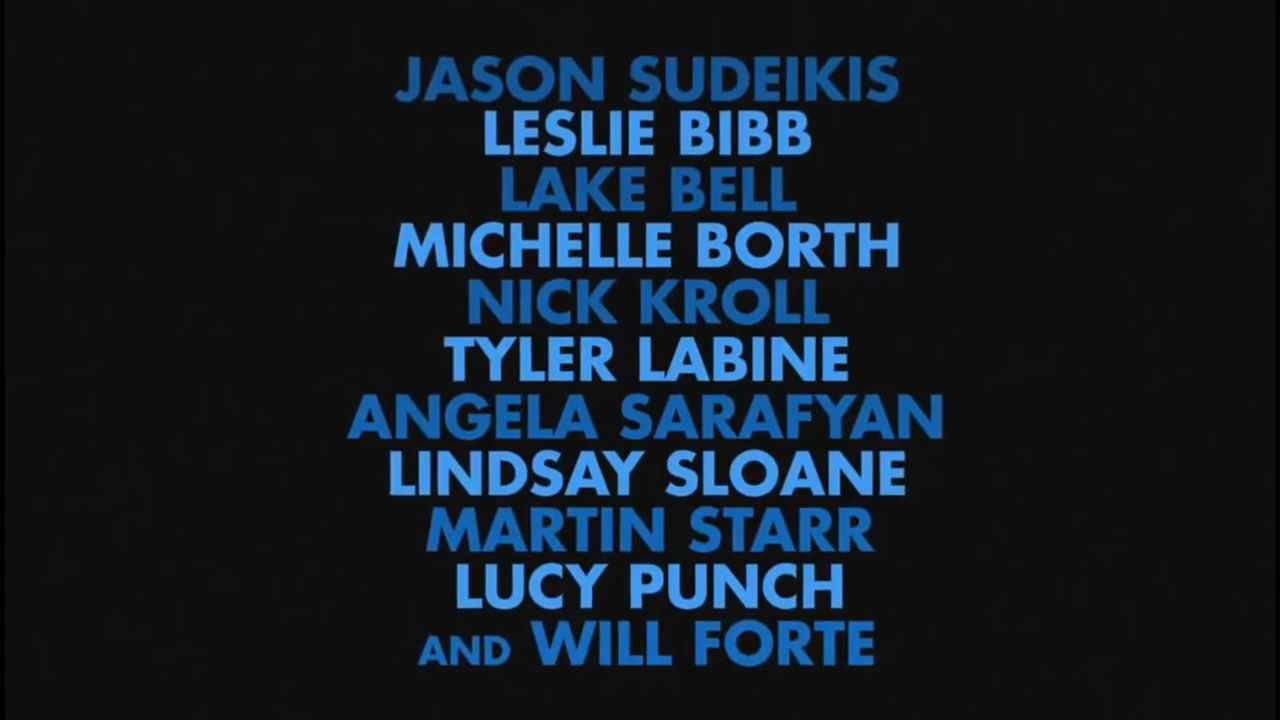 JASON SUDEIKIS
LESLIE BIBB
LAKE BELL
MICHELLE BORTH
NICK KROLL
TYLER LABINE
ANGELA SARAFYAN
LINDSAY SLOANE
MARTIN STARR
LUCY PUNCH
AND WILL FORTE